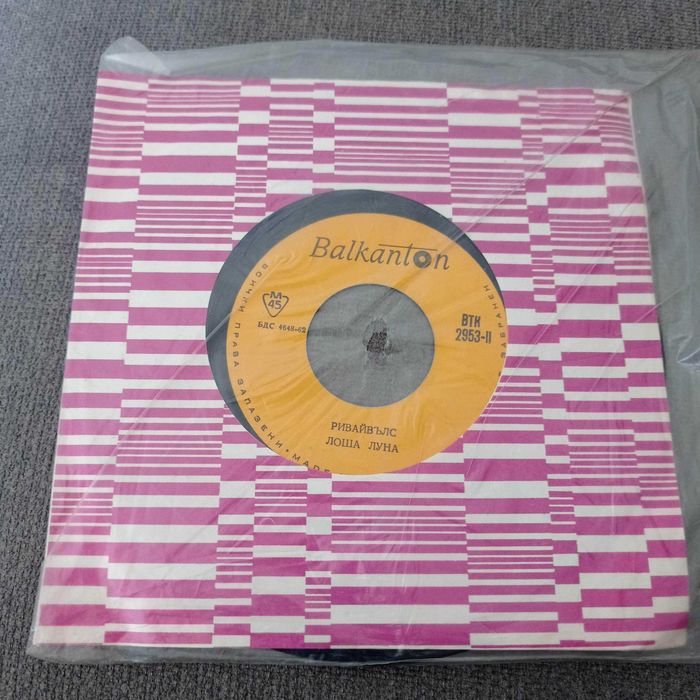 Balkanton
M
45
БДС 4648-62
ВТК
2953-II
РИВАЙВЪЛС
ЛОША ЛУНА
ВСИЧКИ ПРАВА ЗАПАЗЕНИ •